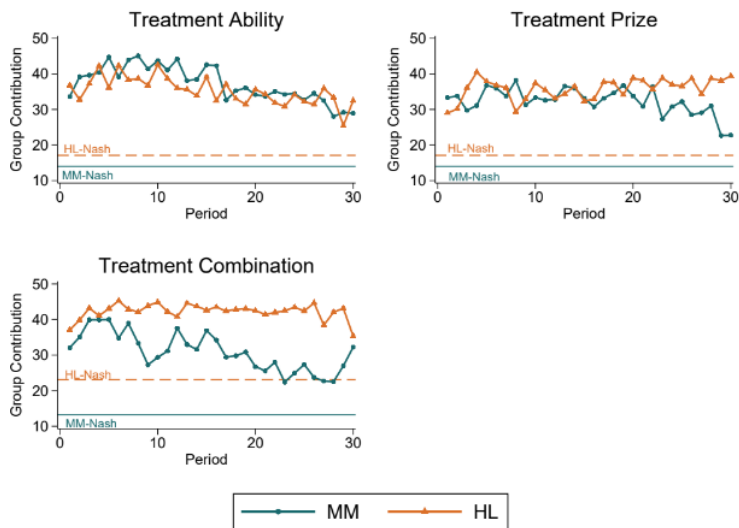 Treatment Ability
Group Contribution
50
40
30
20
10
HL-Nash
MM-Nash
0
10
20
30
Period
Treatment Prize
Group Contribution
50
40
30
20
10
HL-Nash
MM-Nash
0
10
20
30
Period
Treatment Combination
Group Contribution
50
40
30
20
10
HL-Nash
MM-Nash
0
10
20
30
Period
MM
HL